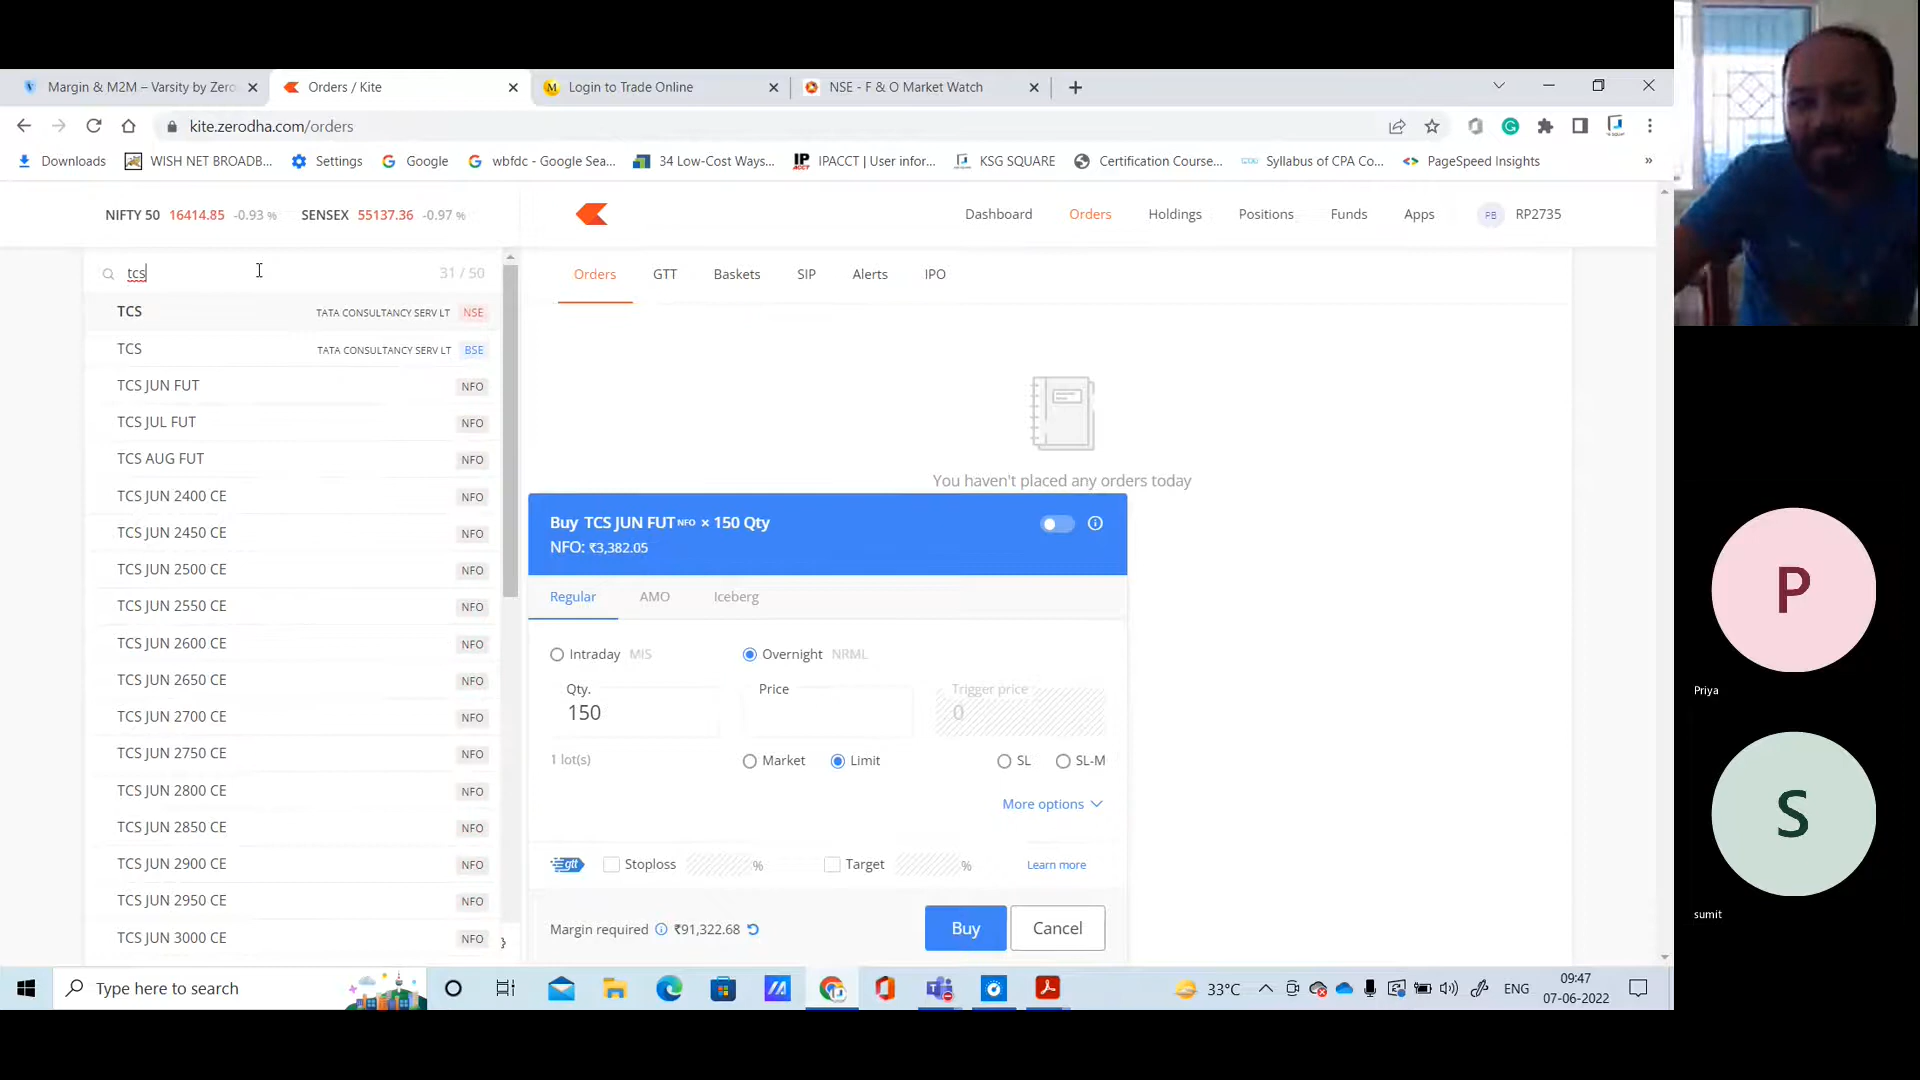 Margin & M2M – Varsity by Zero
Orders / Kite
Login to Trade Online
NSE - F & O Market Watch
kite.zerodha.com/orders
Downloads
WISH NET BROADB...
Settings
Google
wbfdc - Google Sea...
34 Low-Cost Ways...
IP
ACCT
IPACCT | User infor...
KSG SQUARE
Certification Course...
Syllabus of CPA Co...
PageSpeed Insights
»
NIFTY 50 16414.85 -0.93 %
SENSEX 55137.36 -0.97 %
Dashboard
Orders
Holdings
Positions
Funds
Apps
PB
RP2735
tcs
31 / 50
Orders
GTT
Baskets
SIP
Alerts
IPO
TCS TATA CONSULTANCY SERV LT NSE
TCS TATA CONSULTANCY SERV LT BSE
TCS JUN FUT NFO
TCS JUL FUT NFO
TCS AUG FUT NFO
TCS JUN 2400 CE NFO
TCS JUN 2450 CE NFO
TCS JUN 2500 CE NFO
TCS JUN 2550 CE NFO
TCS JUN 2600 CE NFO
TCS JUN 2650 CE NFO
TCS JUN 2700 CE NFO
TCS JUN 2750 CE NFO
TCS JUN 2800 CE NFO
TCS JUN 2850 CE NFO
TCS JUN 2900 CE NFO
TCS JUN 2950 CE NFO
TCS JUN 3000 CE NFO
You haven't placed any orders today
Buy TCS JUN FUT NFO × 150 Qty
NFO: ₹3,382.05
Regular
AMO
Iceberg
Intraday MIS
Overnight NRML
Qty.
150
Price
Trigger price
0
1 lot(s)
Market
Limit
SL
SL-M
More options
gtt
Stoploss %
Target %
Learn more
Margin required ₹91,322.68
Buy
Cancel
P
Priya
S
sumit
Type here to search
33°C
ENG
09:47
07-06-2022